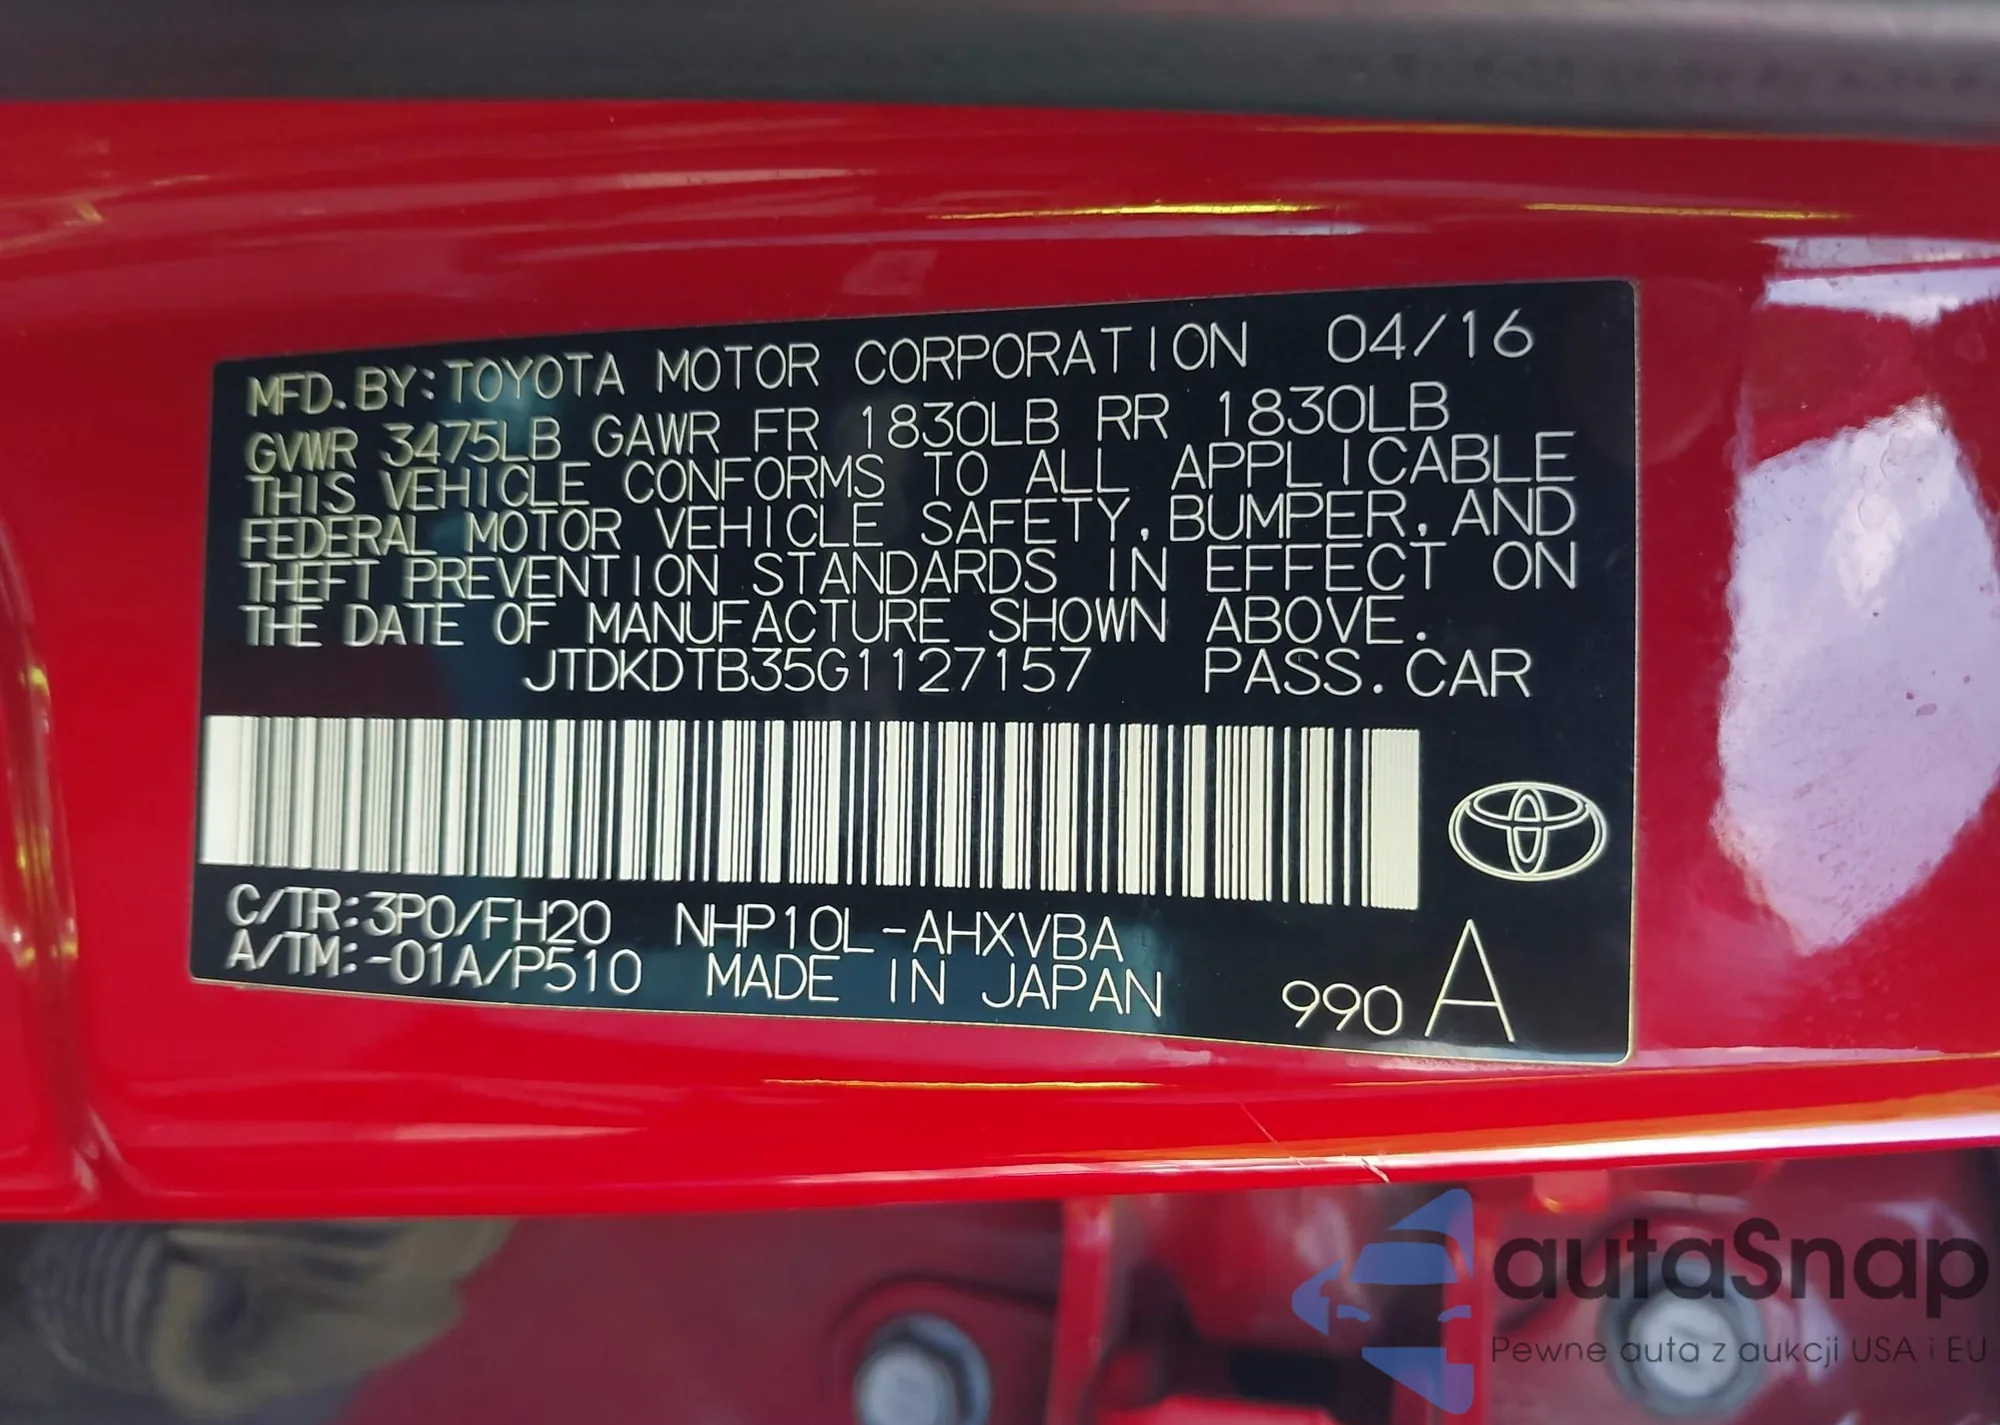 MFD. BY: TOYOTA MOTOR CORPORATION 04/16
GVWR 3475LB GAWR FR 1830LB RR 1830LB
THIS VEHICLE CONFORMS TO ALL APPLICABLE
FEDERAL MOTOR VEHICLE SAFETY, BUMPER, AND
THEFT PREVENTION STANDARDS IN EFFECT ON
THE DATE OF MANUFACTURE SHOWN ABOVE.
JTDKDTB35G1127157 PASS. CAR
C/TR:3P0/FH20 NHP10L-AHXVBA
A/TM:-01A/P510 MADE IN JAPAN 990 A
autaSnap
Pewne auta z aukcji USA i EU